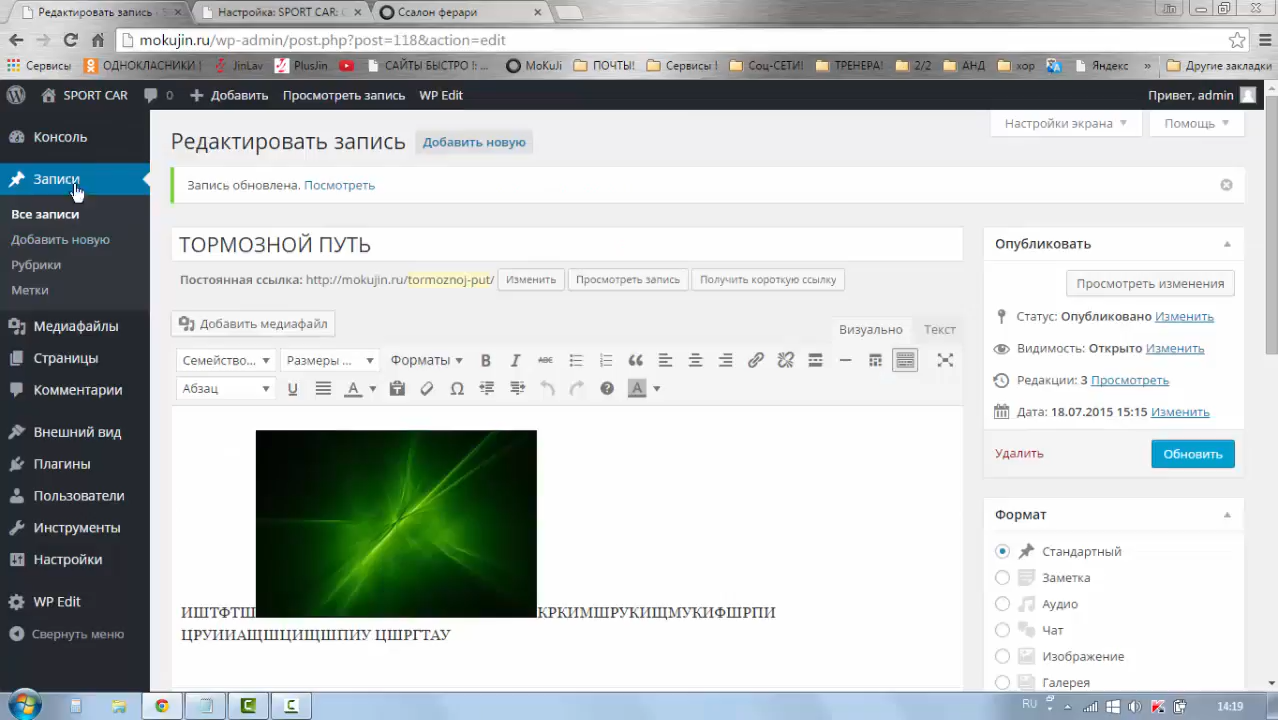 Редактировать запись -
Настройка: SPORT CAR: С
Ссалон ферари
mokujin.ru/wp-admin/post.php?post=118&action=edit
Сервисы
ОДНОКЛАСНИКИ
JinLav
PlusJin
САЙТЫ БЫСТРО !:...
MoKuJi
ПОЧТЫ!
Сервисы !
Соц-СЕТИ!
ТРЕНЕРА!
2/2
АНД
хор
Яндекс
»
Другие закладки
SPORT CAR
0
Добавить
Просмотреть запись
WP Edit
Привет, admin
Консоль
Записи
Все записи
Добавить новую
Рубрики
Метки
Медиафайлы
Страницы
Комментарии
Внешний вид
Плагины
Пользователи
Инструменты
Настройки
WP Edit
Свернуть меню
Настройки экрана
Помощь
Редактировать запись
Добавить новую
Запись обновлена. Посмотреть
ТОРМОЗНОЙ ПУТЬ
Постоянная ссылка: http://mokujin.ru/tormoznoj-put/
Изменить
Просмотреть запись
Получить короткую ссылку
Добавить медиафайл
Визуально
Текст
Семейство...
Размеры ...
Форматы
B
I
ABC
Абзац
U
A
Ω
A
ИШТФТШ КРКИМШРУКИЩМУКИФШРПИ
ЦРУИИАЩШЦИЩШПИУ ЦШРГТАУ
Опубликовать
Просмотреть изменения
Статус: Опубликовано Изменить
Видимость: Открыто Изменить
Редакции: 3 Просмотреть
Дата: 18.07.2015 15:15 Изменить
Удалить
Обновить
Формат
Стандартный
Заметка
Аудио
Чат
Изображение
Галерея
RU
14:19